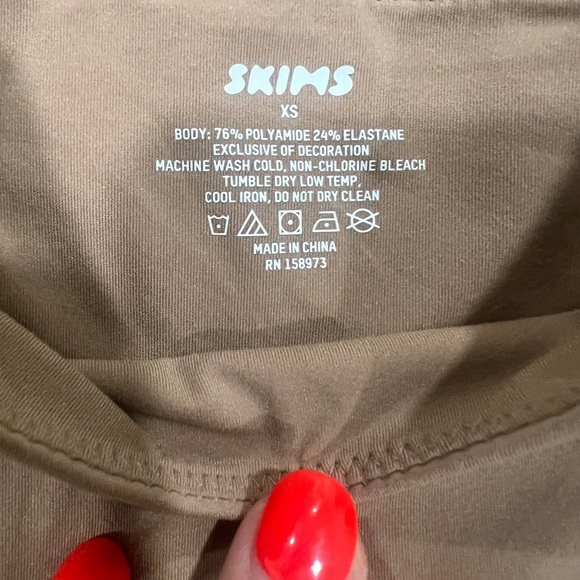 SKIMS
XS
BODY: 76% POLYAMIDE 24% ELASTANE
EXCLUSIVE OF DECORATION
MACHINE WASH COLD, NON-CHLORINE BLEACH
TUMBLE DRY LOW TEMP,
COOL IRON, DO NOT DRY CLEAN
MADE IN CHINA
RN 158973